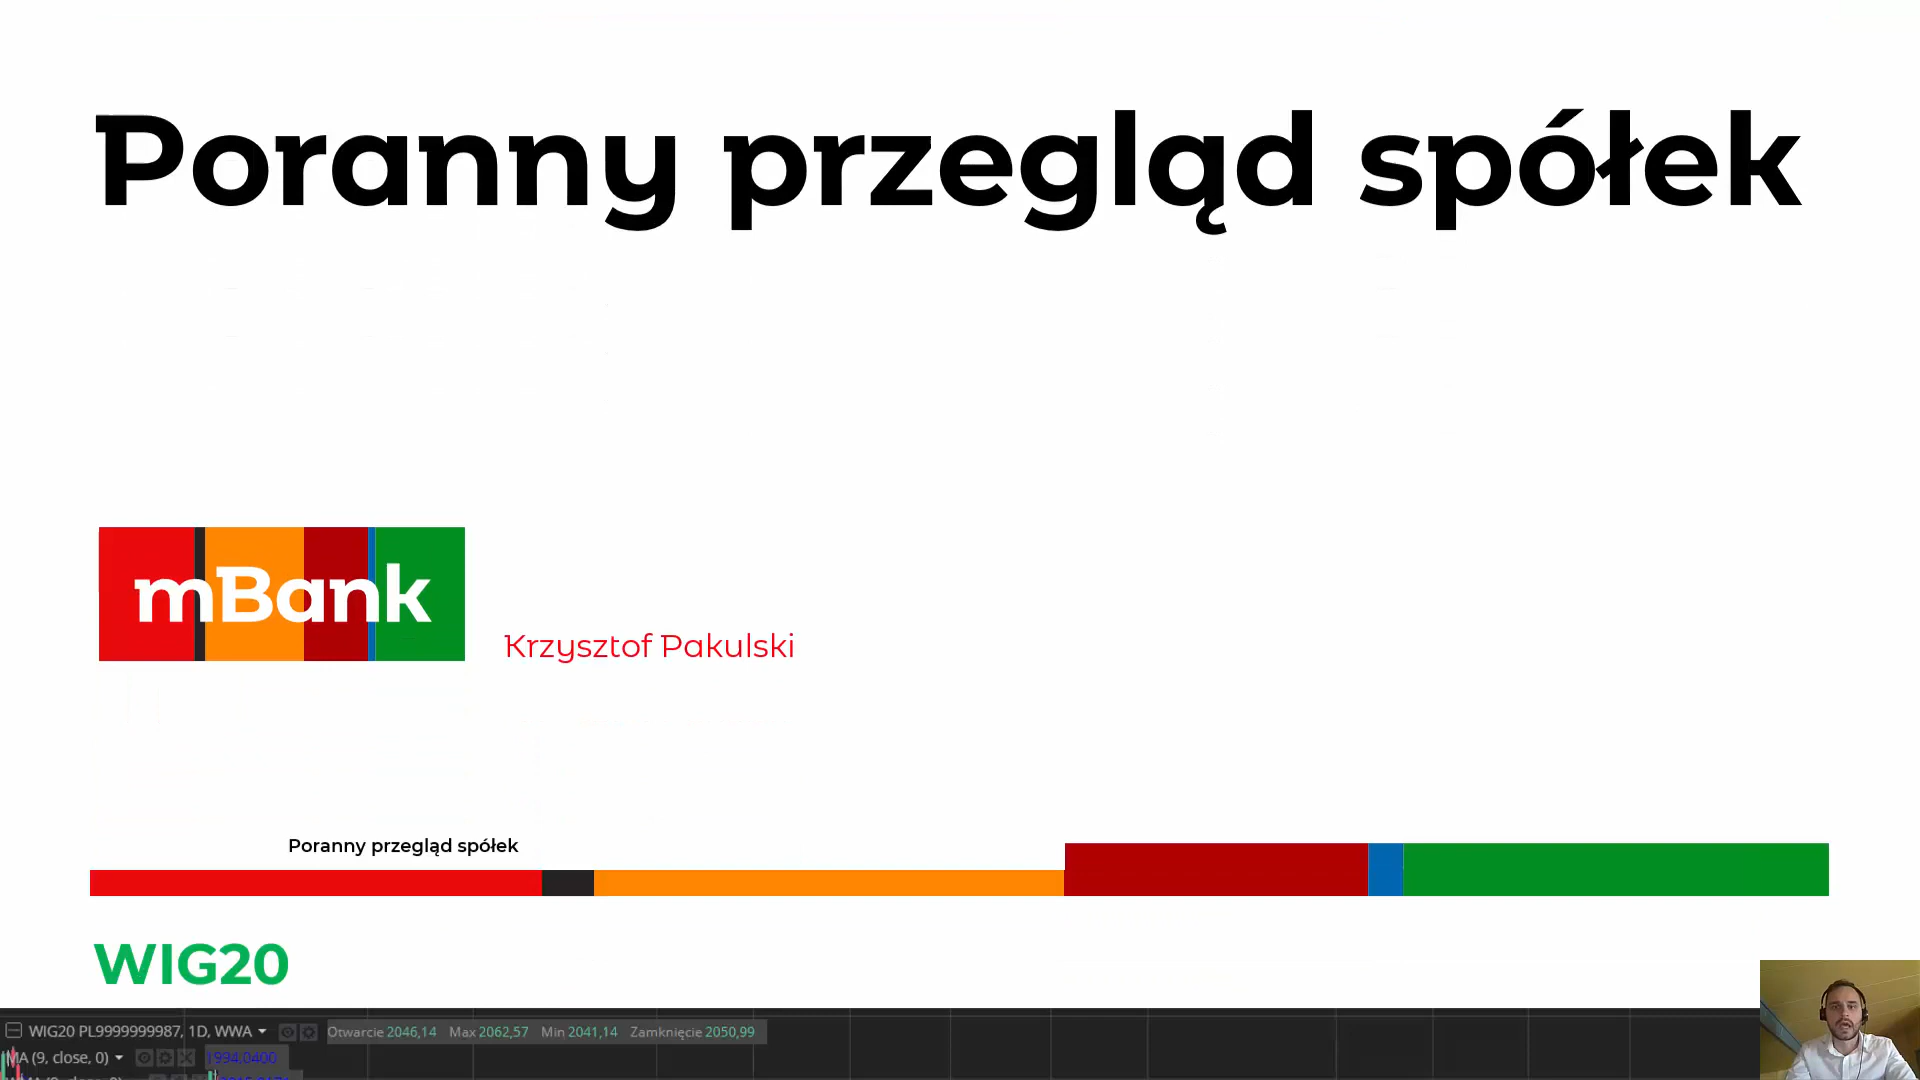 Poranny przegląd spółek
mBank
Krzysztof Pakulski
Poranny przegląd spółek
WIG20
WIG20 PL9999999987, 1D, WWA Otwarcie 2046,14 Max 2062,57 Min 2041,14 Zamknięcie 2050,99
MA (9, close, 0) 1994,0400